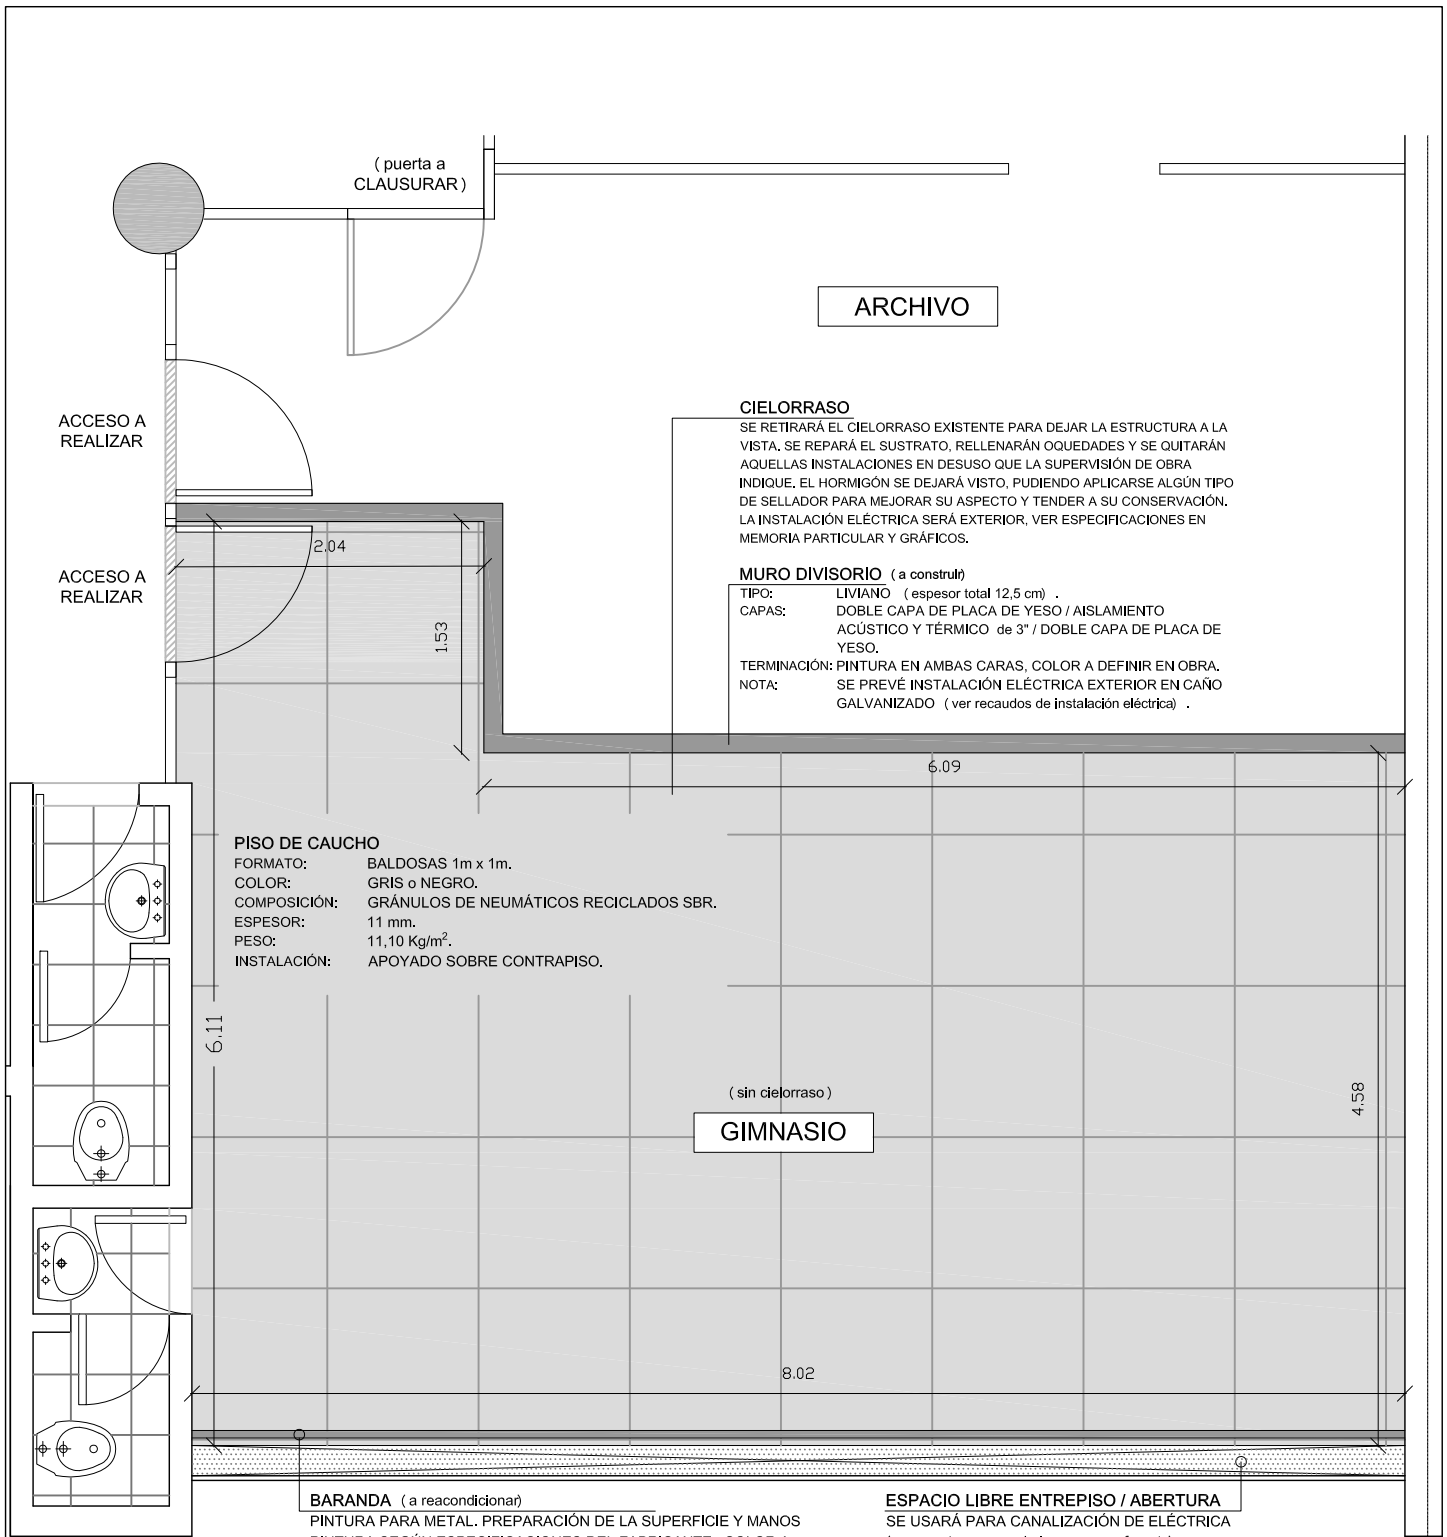 ( puerta a
CLAUSURAR )
ARCHIVO
ACCESO A
REALIZAR
CIELORRASO
SE RETIRARÁ EL CIELORRASO EXISTENTE PARA DEJAR LA ESTRUCTURA A LA
VISTA. SE REPARÁ EL SUSTRATO, RELLENARÁN OQUEDADES Y SE QUITARÁN
AQUELLAS INSTALACIONES EN DESUSO QUE LA SUPERVISIÓN DE OBRA
INDIQUE. EL HORMIGÓN SE DEJARÁ VISTO, PUDIENDO APLICARSE ALGÚN TIPO
DE SELLADOR PARA MEJORAR SU ASPECTO Y TENDER A SU CONSERVACIÓN.
LA INSTALACIÓN ELÉCTRICA SERÁ EXTERIOR, VER ESPECIFICACIONES EN
MEMORIA PARTICULAR Y GRÁFICOS.
2.04
ACCESO A
REALIZAR
1.53
MURO DIVISORIO ( a construir)
TIPO: LIVIANO ( espesor total 12,5 cm) .
CAPAS: DOBLE CAPA DE PLACA DE YESO / AISLAMIENTO
ACÚSTICO Y TÉRMICO de 3" / DOBLE CAPA DE PLACA DE
YESO.
TERMINACIÓN: PINTURA EN AMBAS CARAS, COLOR A DEFINIR EN OBRA.
NOTA: SE PREVÉ INSTALACIÓN ELÉCTRICA EXTERIOR EN CAÑO
GALVANIZADO ( ver recaudos de instalación eléctrica) .
6.09
PISO DE CAUCHO
FORMATO: BALDOSAS 1m x 1m.
COLOR: GRIS o NEGRO.
COMPOSICIÓN: GRÁNULOS DE NEUMÁTICOS RECICLADOS SBR.
ESPESOR: 11 mm.
PESO: 11,10 Kg/m².
INSTALACIÓN: APOYADO SOBRE CONTRAPISO.
6.11
( sin cielorraso )
GIMNASIO
4.58
8.02
BARANDA ( a reacondicionar)
PINTURA PARA METAL. PREPARACIÓN DE LA SUPERFICIE Y MANOS
ESPACIO LIBRE ENTREPISO / ABERTURA
SE USARÁ PARA CANALIZACIÓN DE ELÉCTRICA